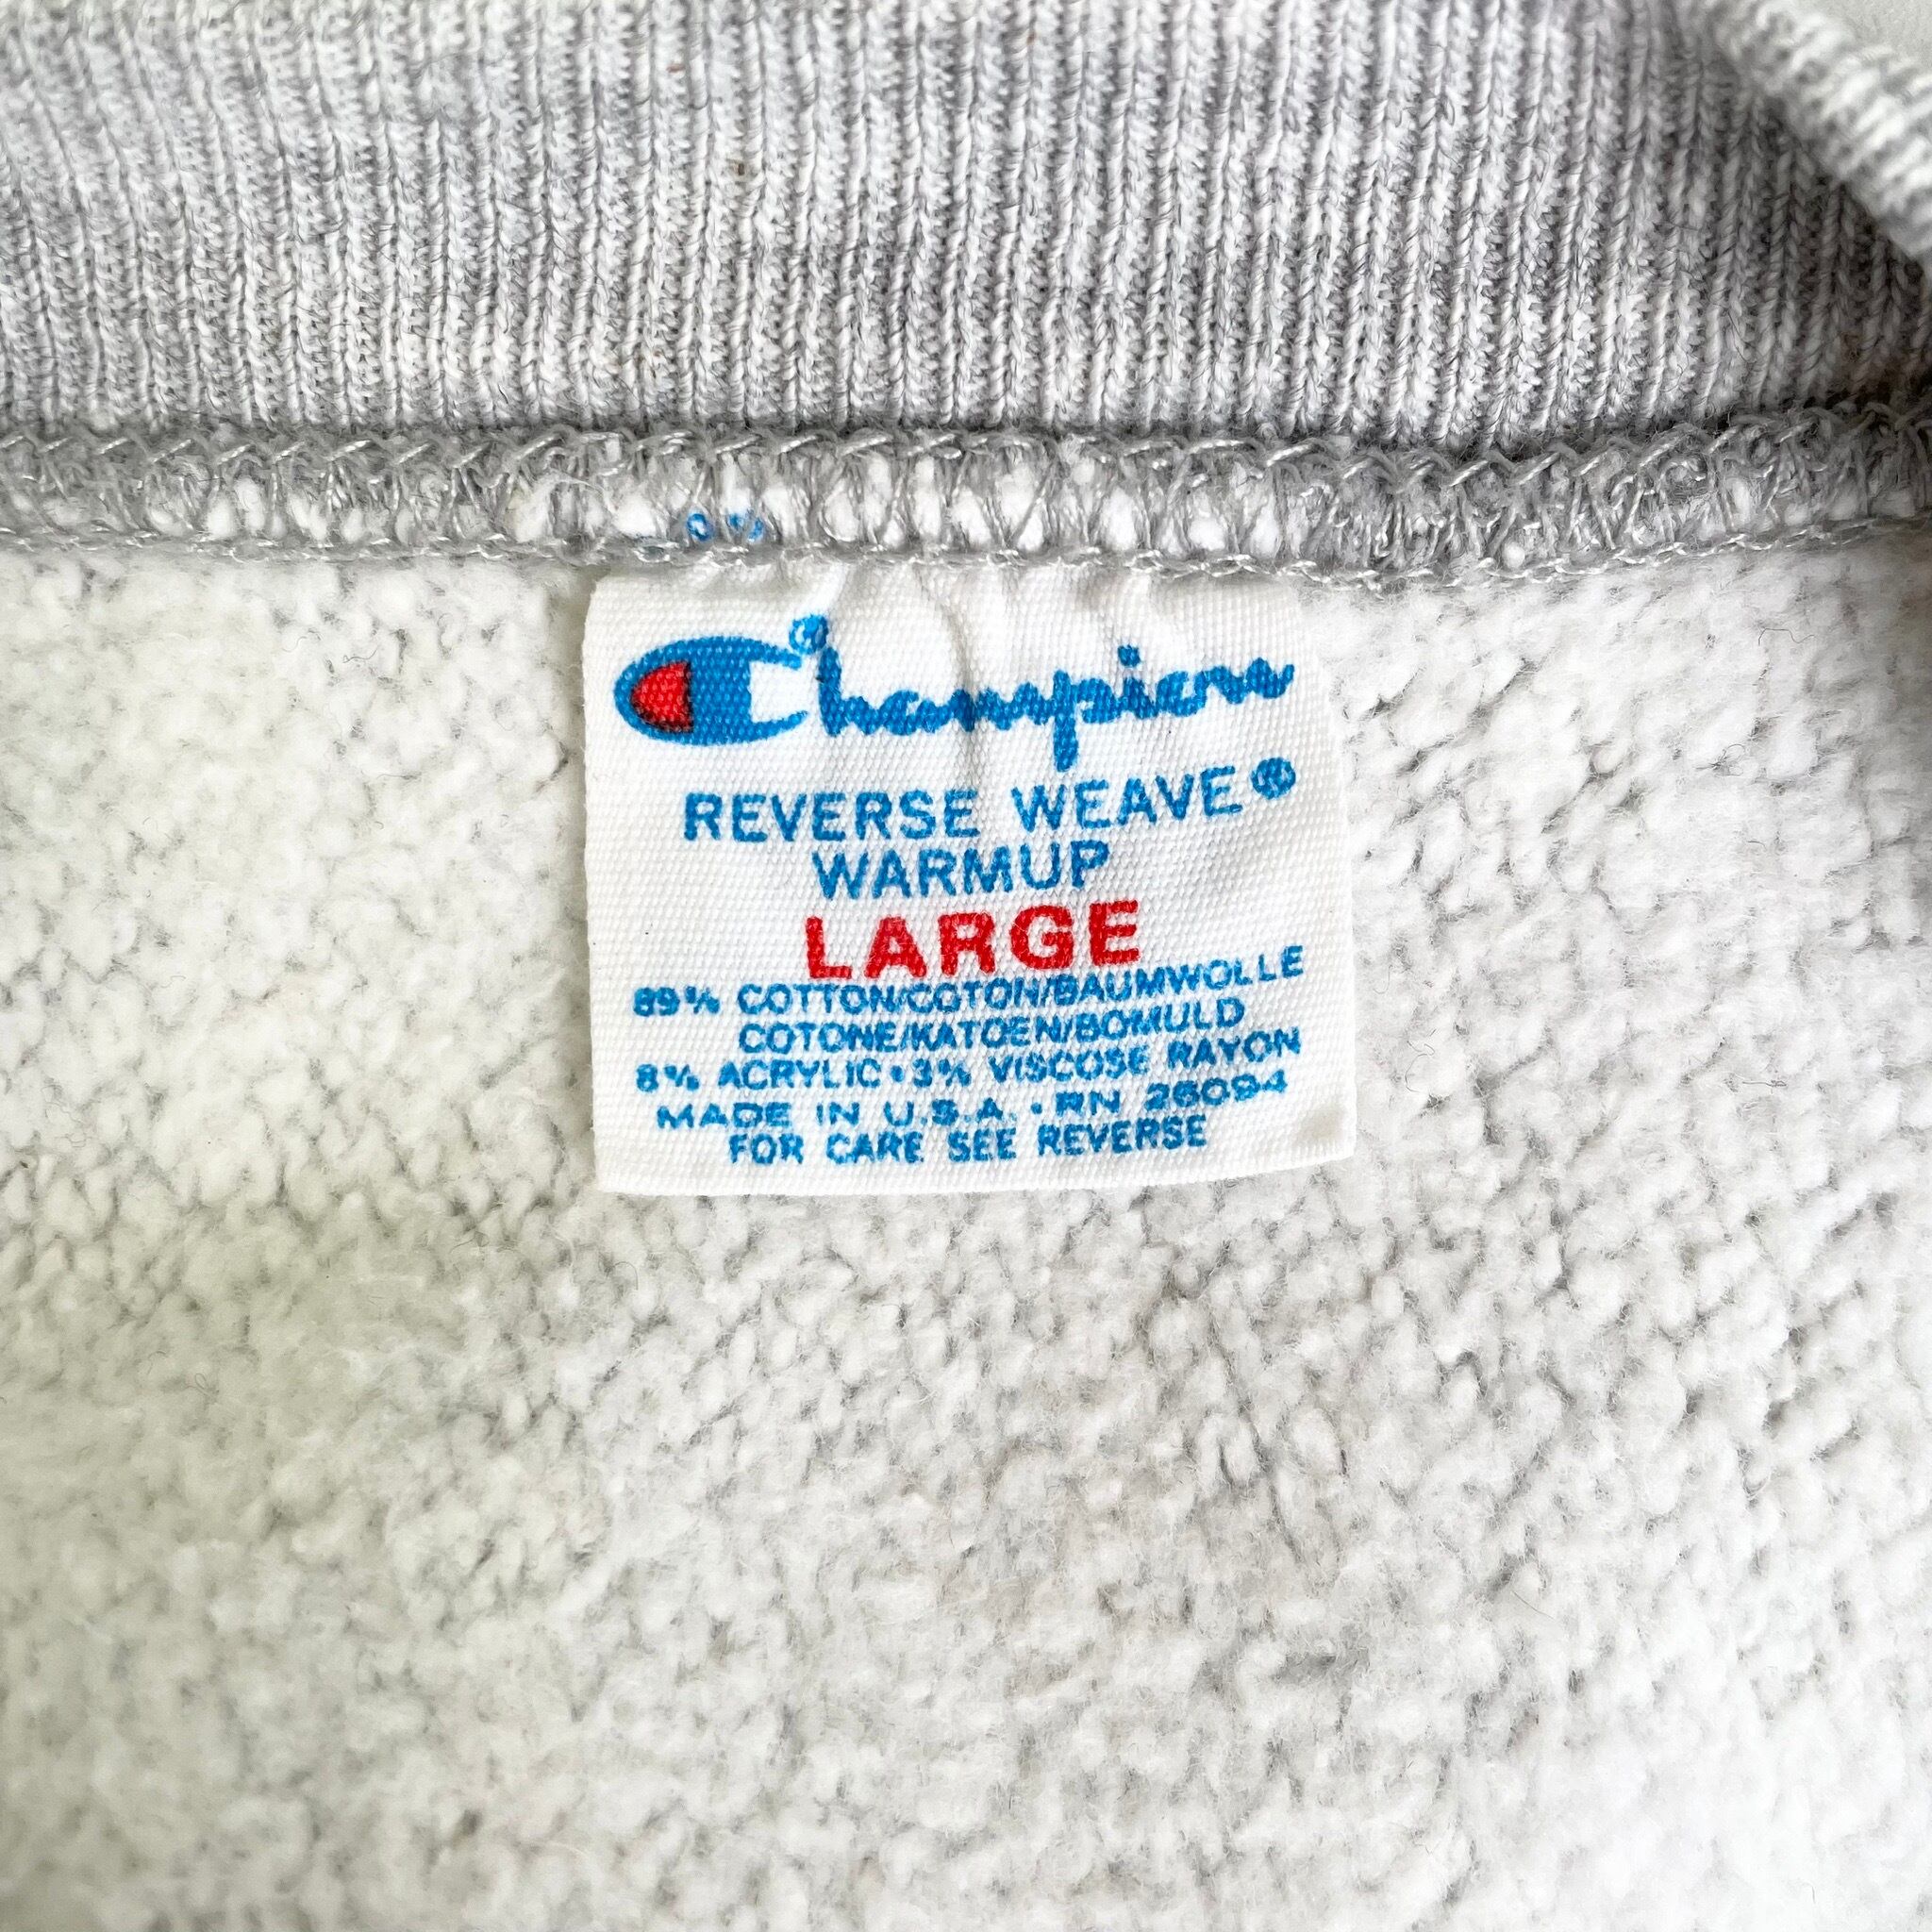 Champion®
REVERSE WEAVE®
WARMUP
LARGE
89% COTTON/COTON/BAUMWOLLE
COTONE/KATOEN/BOMULD
8% ACRYLIC•3% VISCOSE RAYON
MADE IN U.S.A.•RN 26094
FOR CARE SEE REVERSE